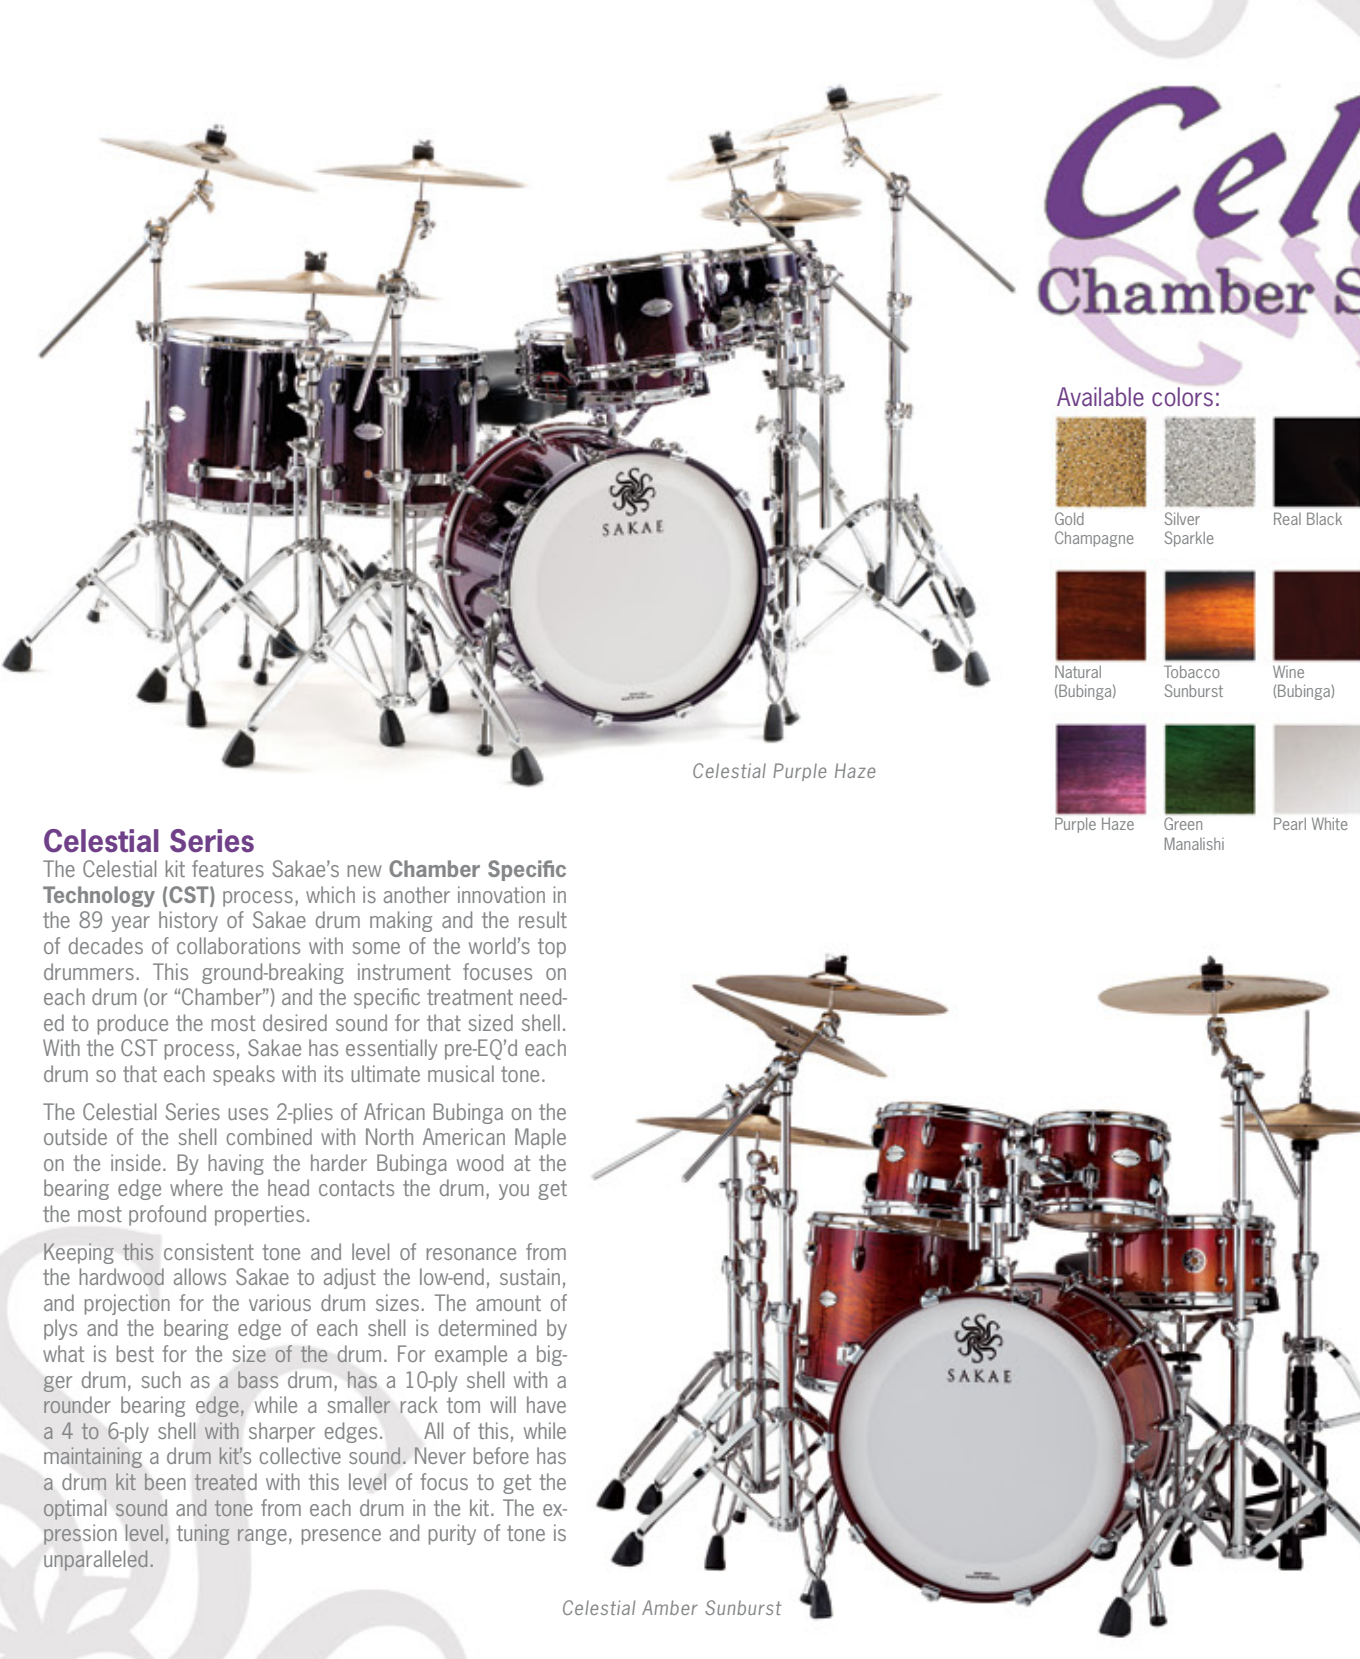 Chamber
Available colors:
Gold
Champagne
Silver
Sparkle
Real Black
Natural
(Bubinga)
Tobacco
Sunburst
Wine
(Bubinga)
Purple Haze
Green
Manalishi
Pearl White
SAKAE
Celestial Purple Haze
Celestial Series
The Celestial kit features Sakae's new Chamber Specific
Technology (CST) process, which is another innovation in
the 89 year history of Sakae drum making and the result
of decades of collaborations with some of the world's top
drummers. This ground-breaking instrument focuses on
each drum (or “Chamber”) and the specific treatment need-
ed to produce the most desired sound for that sized shell.
With the CST process, Sakae has essentially pre-EQ'd each
drum so that each speaks with its ultimate musical tone.
The Celestial Series uses 2-plies of African Bubinga on the
outside of the shell combined with North American Maple
on the inside. By having the harder Bubinga wood at the
bearing edge where the head contacts the drum, you get
the most profound properties.
Keeping this consistent tone and level of resonance from
the hardwood allows Sakae to adjust the low-end, sustain,
and projection for the various drum sizes. The amount of
plys and the bearing edge of each shell is determined by
what is best for the size of the drum. For example a big-
ger drum, such as a bass drum, has a 10-ply shell with a
rounder bearing edge, while a smaller rack tom will have
a 4 to 6-ply shell with sharper edges. All of this, while
maintaining a drum kit's collective sound. Never before has
a drum kit been treated with this level of focus to get the
optimal sound and tone from each drum in the kit. The ex-
pression level, tuning range, presence and purity of tone is
unparalleled.
SAKAE
Celestial Amber Sunburst